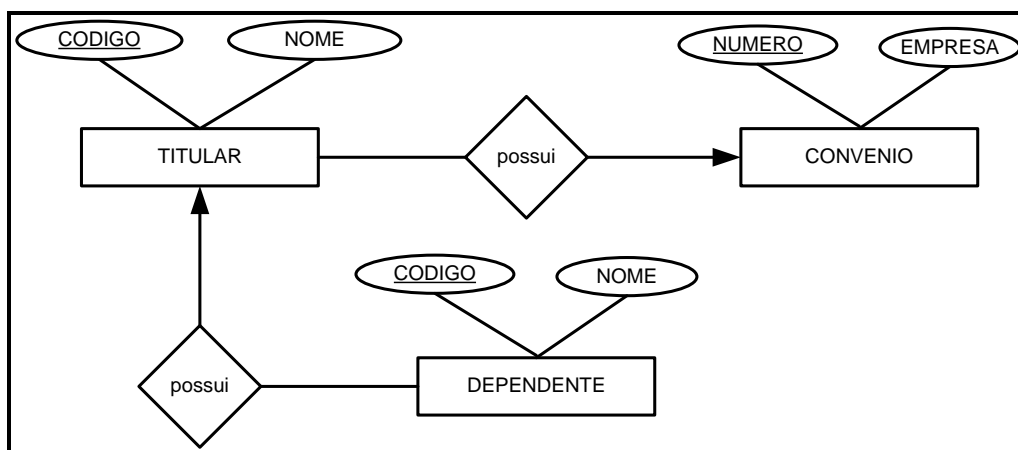 CODIGO NOME NUMERO EMPRESA
TITULAR possui CONVENIO
CODIGO NOME
possui DEPENDENTE